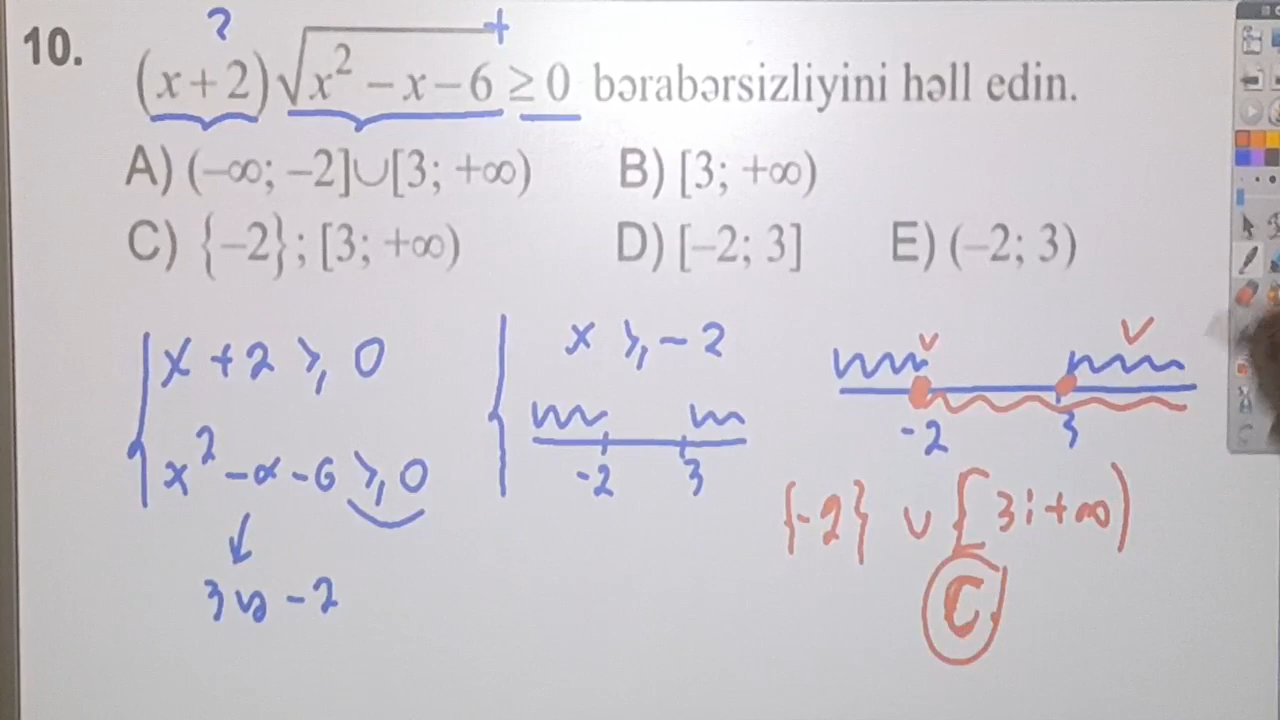 ?
+
10. (x+2)√(x² – x – 6) ≥ 0 bərabərsizliyini həll edin.
A) (–∞; –2]∪[3; +∞) B) [3; +∞)
C) {–2}; [3; +∞) D) [–2; 3] E) (–2; 3)
x + 2 ≥ 0
x² - x - 6 ≥ 0
3 və -2
x ≥ -2
-2 3
v v
-2 3
{-2} ∪ [3; +∞)
C